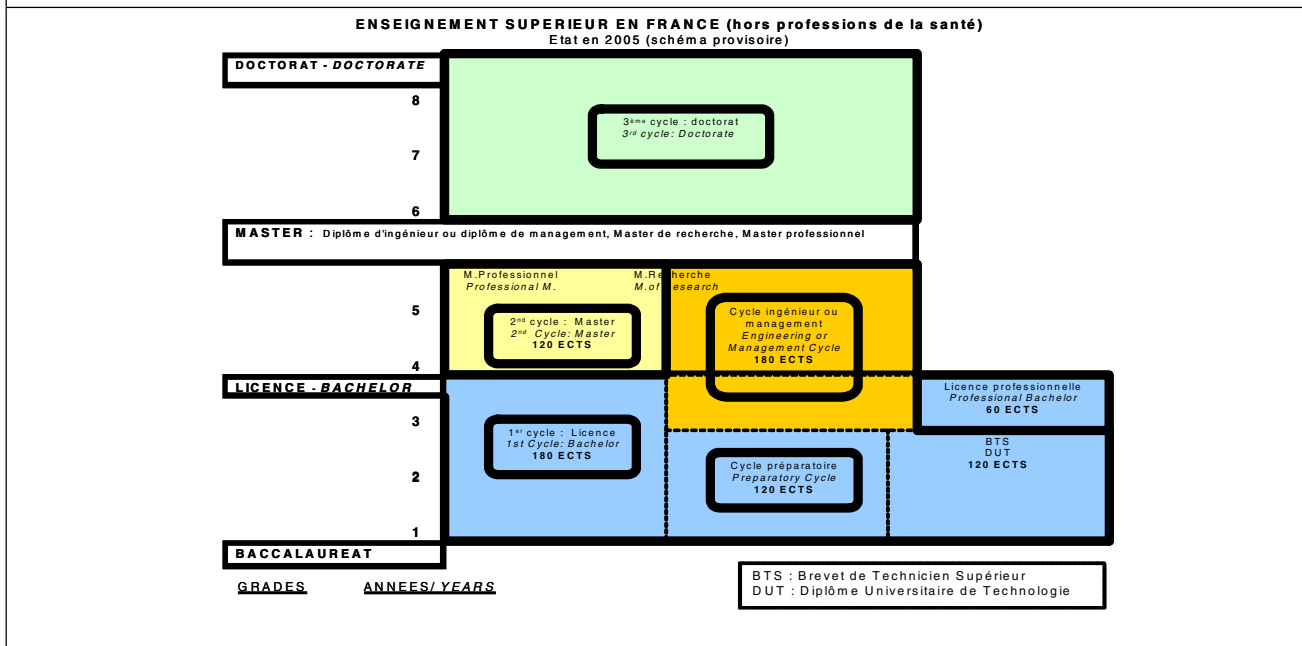 ENSEIGNEMENT SUPERIEUR EN FRANCE (hors professions de la santé)
Etat en 2005 (schéma provisoire)
DOCTORAT - DOCTORATE
8
3ème cycle : doctorat
3rd cycle: Doctorate
7
6
MASTER : Diplôme d'ingénieur ou diplôme de management, Master de recherche, Master professionnel
M.Professionnel
Professional M.
M.Recherche
M.of esearch
5
2nd cycle : Master
2nd Cycle: Master
120 ECTS
Cycle ingénieur ou
management
Engineering or
Management Cycle
180 ECTS
4
LICENCE - BACHELOR
Licence professionnelle
Professional Bachelor
60 ECTS
3
1er cycle : Licence
1st Cycle: Bachelor
180 ECTS
BTS
DUT
120 ECTS
Cycle préparatoire
Preparatory Cycle
120 ECTS
2
1
BACCALAUREAT
GRADES
ANNEES/ YEARS
BTS : Brevet de Technicien Supérieur
DUT : Diplôme Universitaire de Technologie